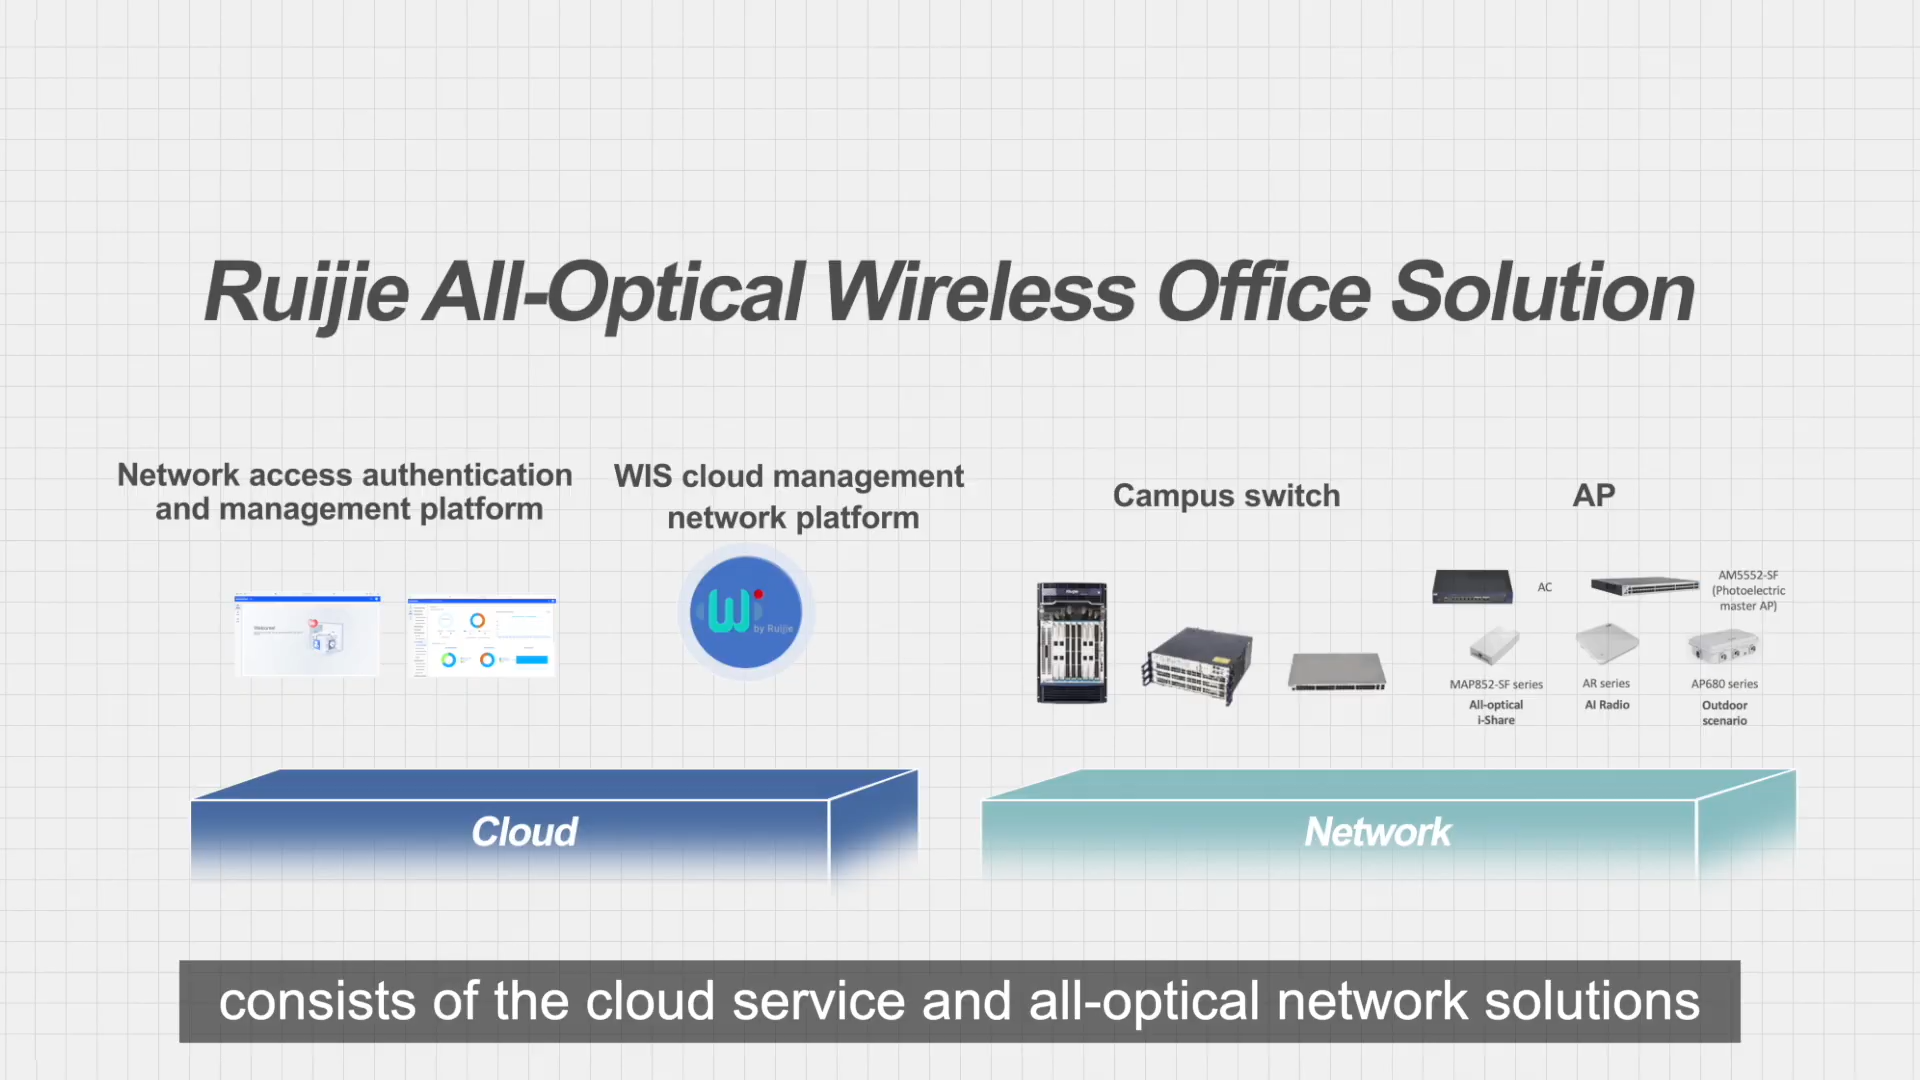 Ruijie All-Optical Wireless Office Solution
Network access authentication
and management platform
WIS cloud management
network platform
by Ruijie
Campus switch
AP
AC
AM5552-SF
(Photoelectric
master AP)
MAP852-SF series
All-optical
i-Share
AR series
AI Radio
AP680 series
Outdoor
scenario
Cloud
Network
consists of the cloud service and all-optical network solutions